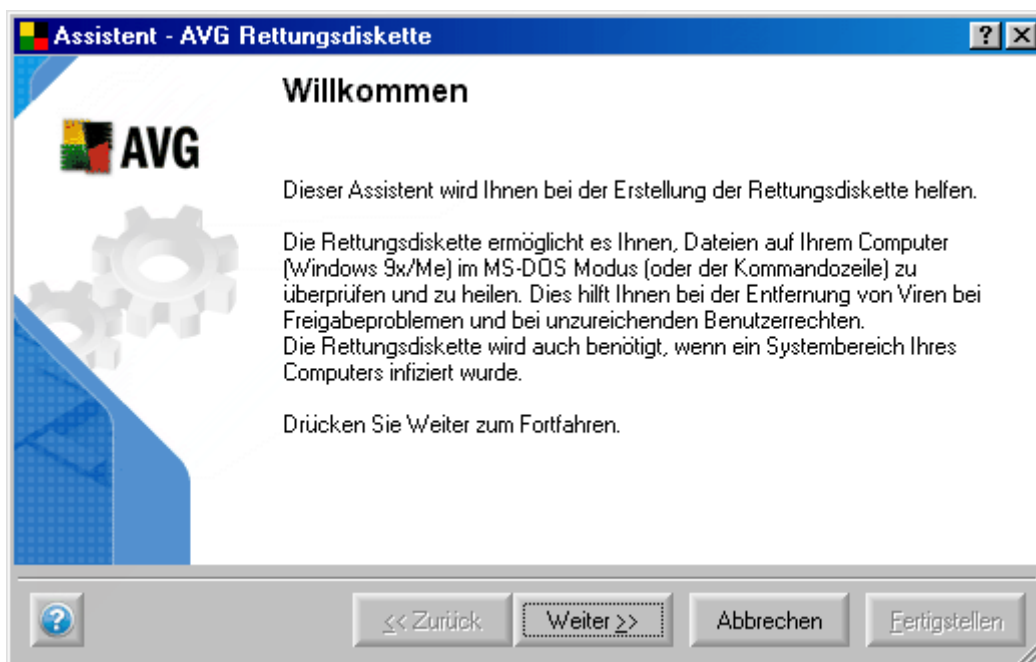 Assistent - AVG Rettungsdiskette
Willkommen
AVG
Dieser Assistent wird Ihnen bei der Erstellung der Rettungsdiskette helfen.
Die Rettungsdiskette ermöglicht es Ihnen, Dateien auf Ihrem Computer
(Windows 9x/Me) im MS-DOS Modus (oder der Kommandozeile) zu
überprüfen und zu heilen. Dies hilft Ihnen bei der Entfernung von Viren bei
Freigabeproblemen und bei unzureichenden Benutzerrechten.
Die Rettungsdiskette wird auch benötigt, wenn ein Systembereich Ihres
Computers infiziert wurde.
Drücken Sie Weiter zum Fortfahren.
<< Zurück
Weiter >>
Abbrechen
Fertigstellen